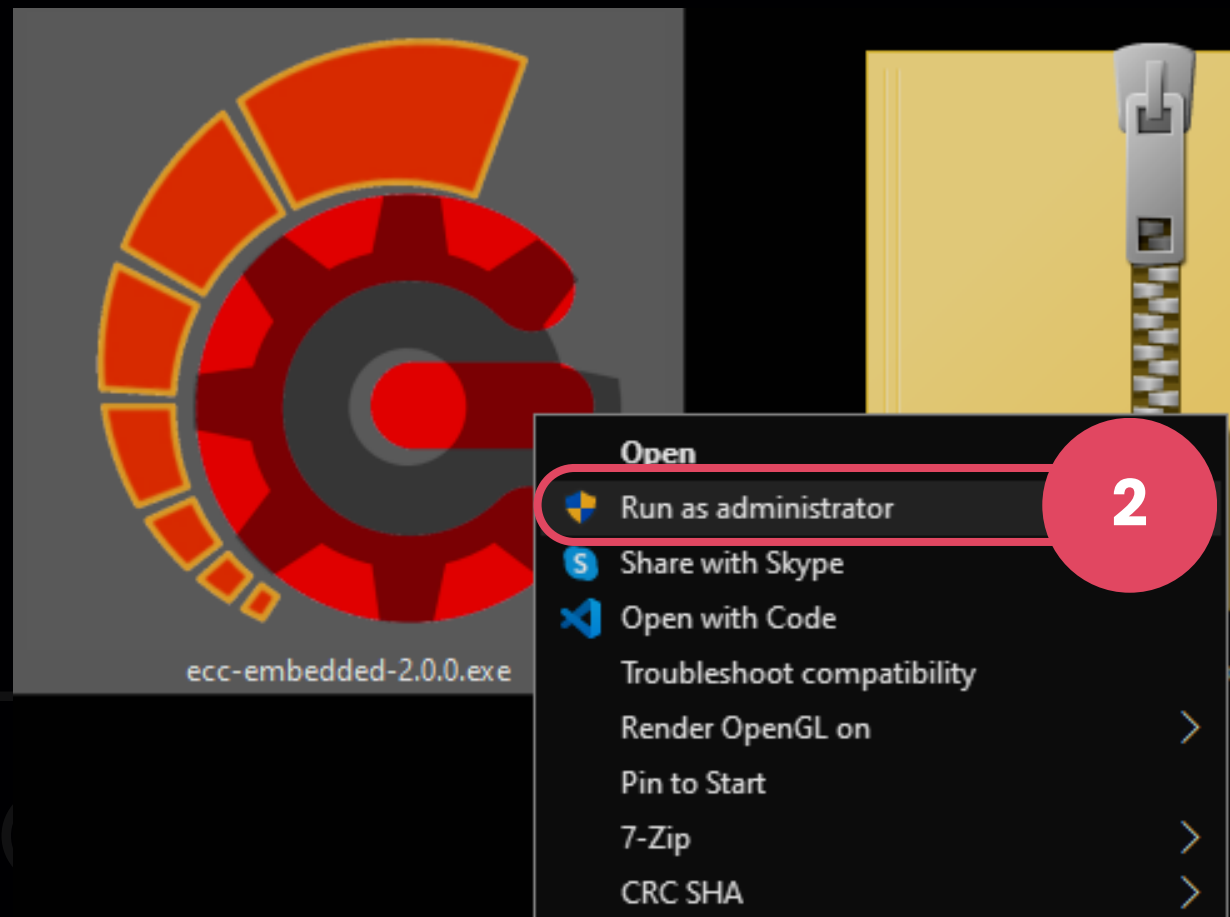 ecc-embedded-2.0.0.exe
Open
Run as administrator
2
Share with Skype
Open with Code
Troubleshoot compatibility
Render OpenGL on
Pin to Start
7-Zip
CRC SHA